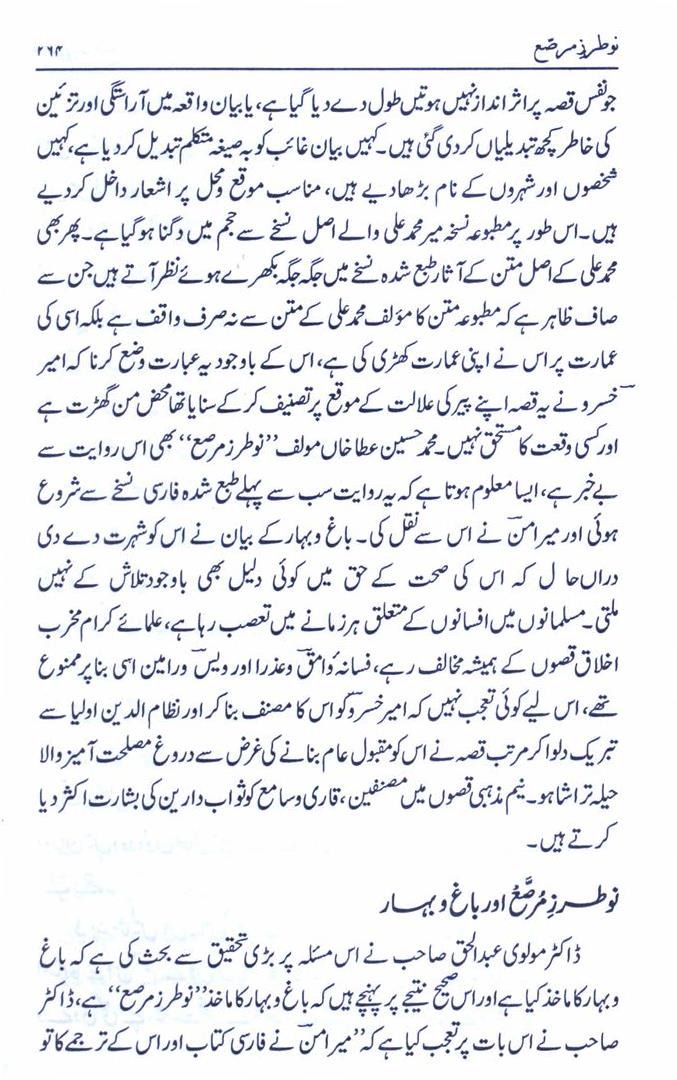 نوطرزِ مرصّع ۲۶۴
جو نفس قصہ پر اثر انداز نہیں ہوتیں طول دے دیا گیا ہے، یا بیان واقعہ میں آراستگی اور تزئین
کی خاطر کچھ تبدیلیاں کردی گئی ہیں۔ کہیں بیان غائب کو بہ صیغہ متکلم تبدیل کردیا ہے، کہیں
شخصوں اور شہروں کے نام بڑھا دیے ہیں، مناسب موقع و محل پر اشعار داخل کردیے
ہیں۔ اس طور پر مطبوعہ نسخہ میر محمد علی والے اصل نسخے سے حجم میں دگنا ہوگیا ہے۔ پھر بھی
محمد علی کے اصل متن کے آثار طبع شدہ نسخے میں جگہ جگہ بکھرے ہوئے نظر آتے ہیں جن سے
صاف ظاہر ہے کہ مطبوعہ متن کا مؤلف محمد علی کے متن سے نہ صرف واقف ہے بلکہ اسی کی
عمارت پر اس نے اپنی عمارت کھڑی کی ہے، اس کے باوجود یہ عبارت وضع کرنا کہ امیر
خسروؔ نے یہ قصہ اپنے پیر کی علالت کے موقع پر تصنیف کرکے سنایا تھا محض من گھڑت ہے
اور کسی وقعت کا مستحق نہیں۔ محمد حسین عطا خاں مولف ’’نوطرز مرصع‘‘ بھی اس روایت سے
بے خبر ہے، ایسا معلوم ہوتا ہے کہ یہ روایت سب سے پہلے طبع شدہ فارسی نسخے سے شروع
ہوئی اور میر امنؔ نے اس سے نقل کی۔ باغ و بہار کے بیان نے اس کو شہرت دے دی
دراں حال کہ اس کی صحت کے حق میں کوئی دلیل بھی باوجود تلاش کے نہیں
ملتی۔ مسلمانوں میں افسانوں کے متعلق ہر زمانے میں تعصب رہا ہے، علمائے کرام مخرب
اخلاق قصوں کے ہمیشہ مخالف رہے، فسانۂ وامقؔ و عذرا اور ویسؔ و رامین اسی بنا پر ممنوع
تھے، اس لیے کوئی تعجب نہیں کہ امیر خسروؔ کو اس کا مصنف بنا کر اور نظام الدین اولیا سے
تبریک دلوا کر مرتب قصہ نے اس کو مقبول عام بنانے کی غرض سے دروغ مصلحت آمیز والا
حیلہ تراشا ہو۔ نیم مذہبی قصوں میں مصنفین، قاری و سامع کو ثواب دارین کی بشارت اکثر دیا
کرتے ہیں۔
نوطرزِ مُرصّع اور باغ و بہار
ڈاکٹر مولوی عبدالحق صاحب نے اس مسئلہ پر بڑی تحقیق سے بحث کی ہے کہ باغ
و بہار کا ماخذ کیا ہے اور اس صحیح نتیجے پر پہنچے ہیں کہ باغ و بہار کا ماخذ ’’نوطرز مرصع‘‘ ہے، ڈاکٹر
صاحب نے اس بات پر تعجب کیا ہے کہ ’’میر امنؔ نے فارسی کتاب اور اس کے ترجمے کا تو